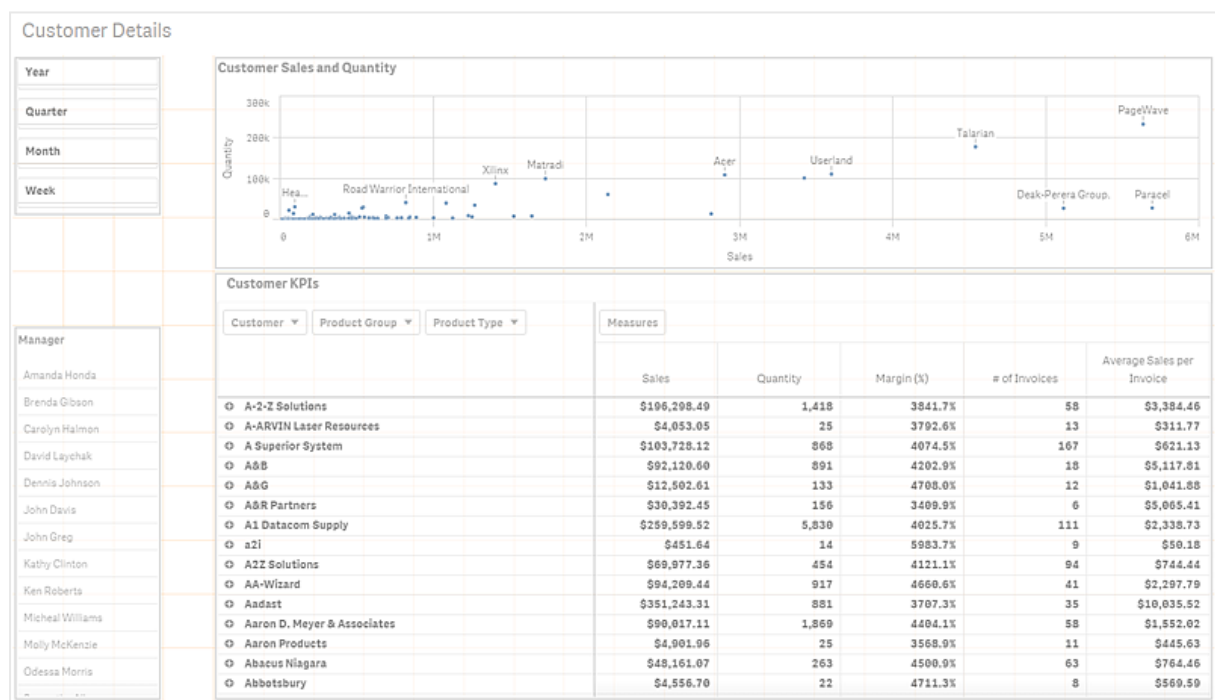 Customer Details
Year
Quarter
Month
Week
Customer Sales and Quantity
300k
200k
100k
0
Quantity
PageWave
Talarian
Acer
Userland
Xilinx
Matradi
Hea...
Road Warrior International
Deak-Perera Group.
Paracel
0 1M 2M 3M 4M 5M 6M
Sales
Manager
Amanda Honda
Brenda Gibson
Carolyn Halmon
David Laychak
Dennis Johnson
John Davis
John Greg
Kathy Clinton
Ken Roberts
Micheal Williams
Molly McKenzie
Odessa Morris
Customer KPIs
Customer Product Group Product Type Measures
Sales Quantity Margin (%) # of Invoices Average Sales per
Invoice
A-2-Z Solutions $196,298.49 1,418 3841.7% 58 $3,384.46
A-ARVIN Laser Resources $4,053.05 25 3792.6% 13 $311.77
A Superior System $103,728.12 868 4074.5% 167 $621.13
A&B $92,120.60 891 4202.9% 18 $5,117.81
A&G $12,502.61 133 4708.0% 12 $1,041.88
A&R Partners $30,392.45 156 3409.9% 6 $5,065.41
A1 Datacom Supply $259,599.52 5,830 4025.7% 111 $2,338.73
a2i $451.64 14 5983.7% 9 $50.18
A2Z Solutions $69,977.36 454 4121.1% 94 $744.44
AA-Wizard $94,209.44 917 4660.6% 41 $2,297.79
Aadast $351,243.31 881 3707.3% 35 $10,035.52
Aaron D. Meyer & Associates $90,017.11 1,869 4404.1% 58 $1,552.02
Aaron Products $4,901.96 25 3568.9% 11 $445.63
Abacus Niagara $48,161.07 263 4500.9% 63 $764.46
Abbotsbury $4,556.70 22 4711.3% 8 $569.59